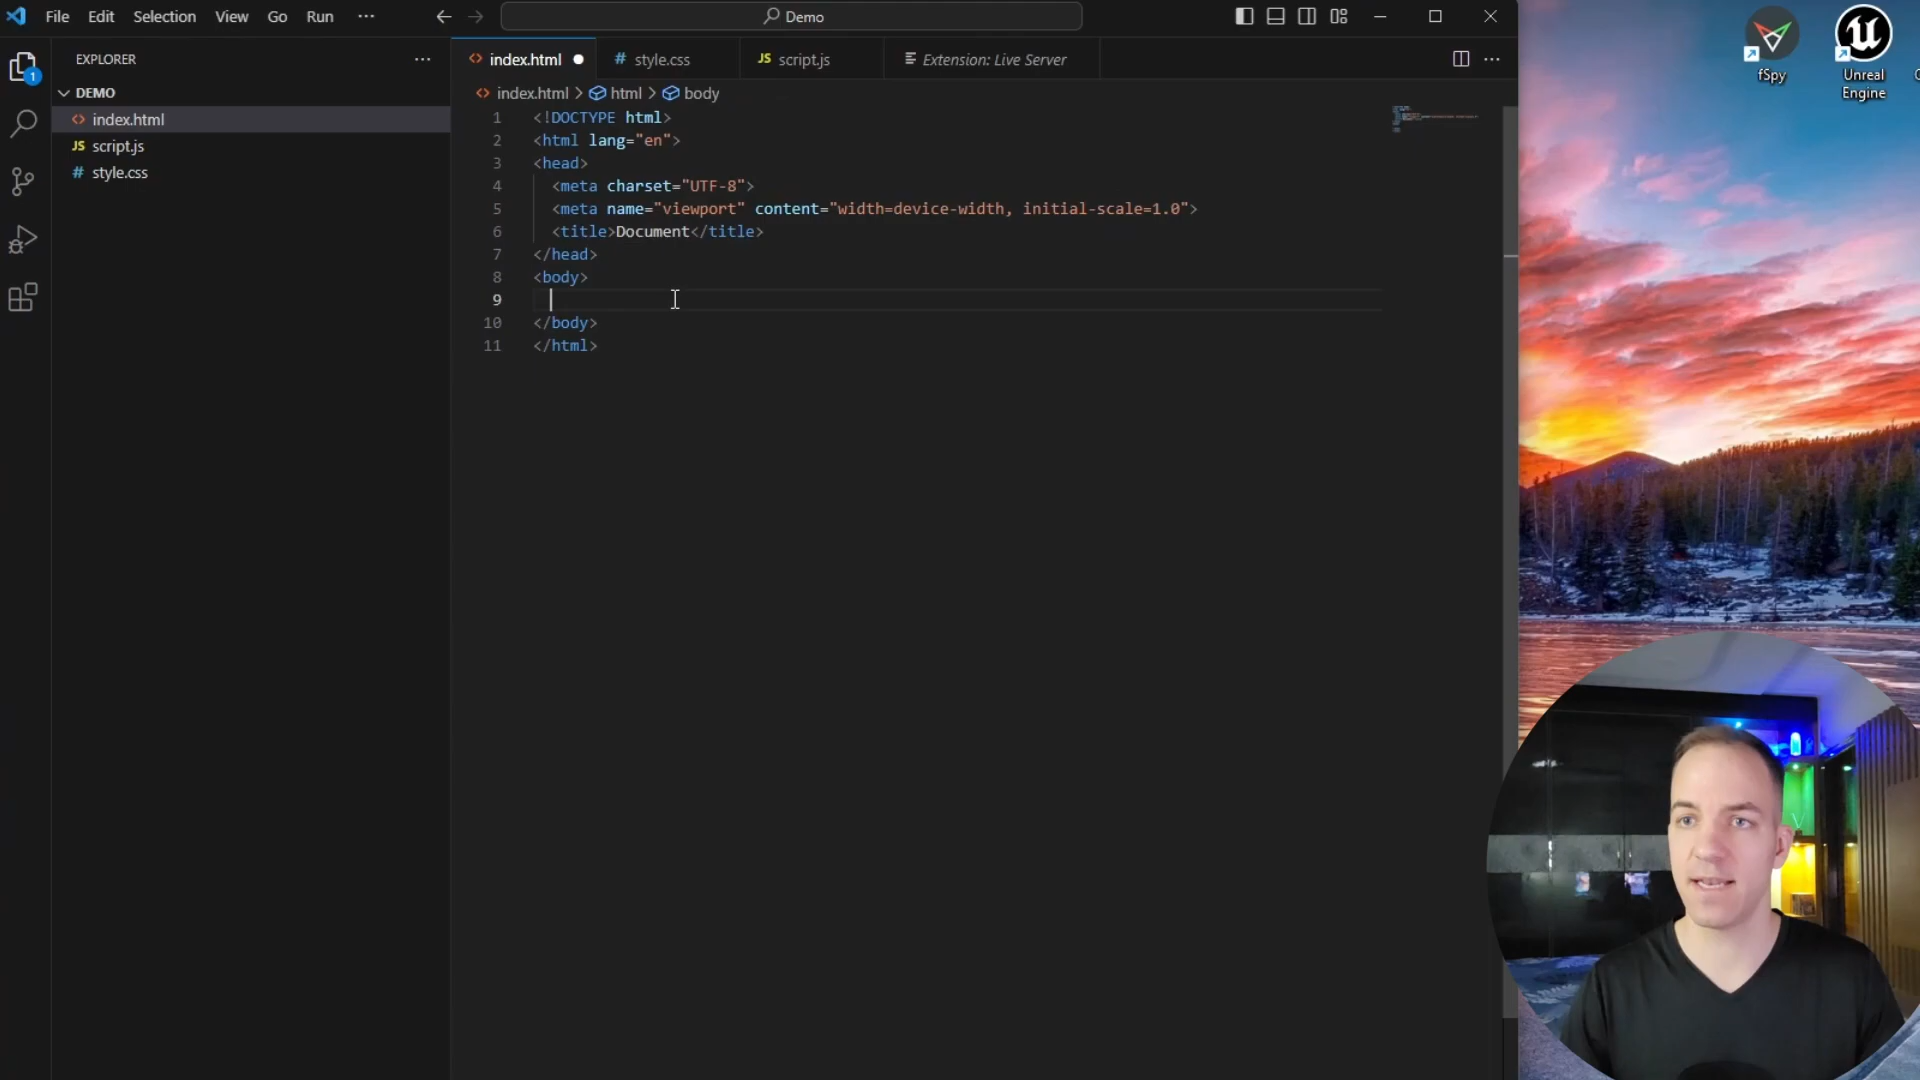 File Edit Selection View Go Run ···
Demo
EXPLORER
DEMO
index.html
JS script.js
# style.css
1
index.html
# style.css
JS script.js
Extension: Live Server
index.html > html > body
1 <!DOCTYPE html>
2 <html lang="en">
3 <head>
4 <meta charset="UTF-8">
5 <meta name="viewport" content="width=device-width, initial-scale=1.0">
6 <title>Document</title>
7 </head>
8 <body>
9
10 </body>
11 </html>
fSpy
Unreal
Engine